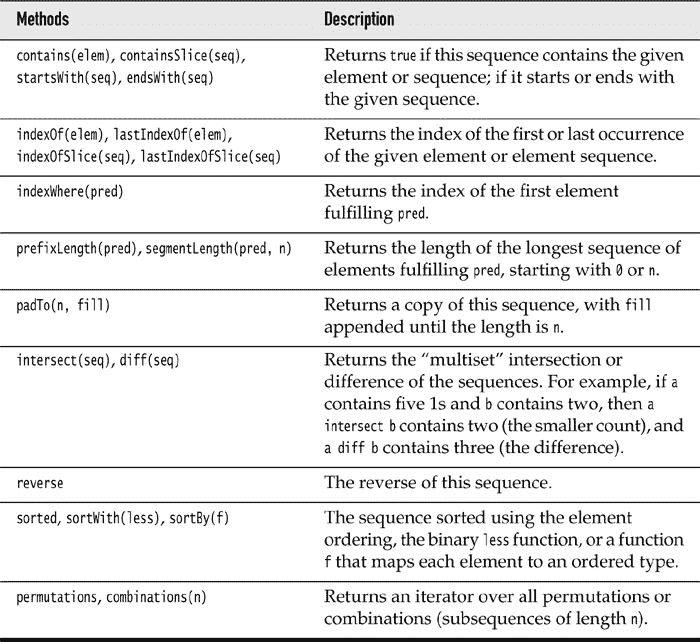 Methods Description
contains(elem), containsSlice(seq), Returns true if this sequence contains the given
startsWith(seq), endsWith(seq) element or sequence; if it starts or ends with
the given sequence.
indexOf(elem), lastIndexOf(elem), Returns the index of the first or last occurrence
indexOfSlice(seq), lastIndexOfSlice(seq) of the given element or element sequence.
indexWhere(pred) Returns the index of the first element
fulfilling pred.
prefixLength(pred), segmentLength(pred, n) Returns the length of the longest sequence of
elements fulfilling pred, starting with 0 or n.
padTo(n, fill) Returns a copy of this sequence, with fill
appended until the length is n.
intersect(seq), diff(seq) Returns the “multiset” intersection or
difference of the sequences. For example, if a
contains five 1s and b contains two, then a
intersect b contains two (the smaller count), and
a diff b contains three (the difference).
reverse The reverse of this sequence.
sorted, sortWith(less), sortBy(f) The sequence sorted using the element
ordering, the binary less function, or a function
f that maps each element to an ordered type.
permutations, combinations(n) Returns an iterator over all permutations or
combinations (subsequences of length n).